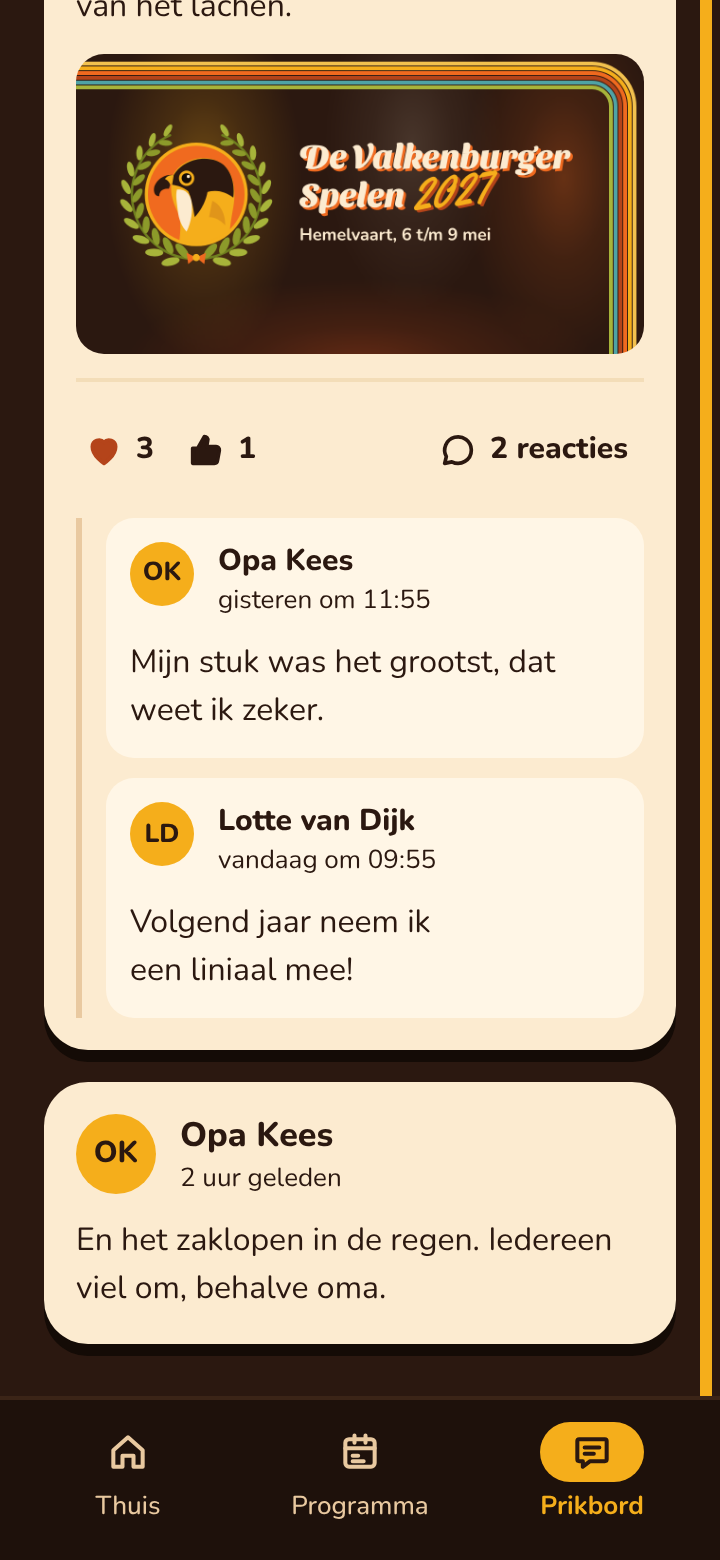 van het lachen.
De Valkenburger
Spelen 2027
Hemelvaart, 6 t/m 9 mei
3
1
2 reacties
OK
Opa Kees
gisteren om 11:55
Mijn stuk was het grootst, dat
weet ik zeker.
LD
Lotte van Dijk
vandaag om 09:55
Volgend jaar neem ik
een liniaal mee!
OK
Opa Kees
2 uur geleden
En het zaklopen in de regen. Iedereen
viel om, behalve oma.
Thuis
Programma
Prikbord